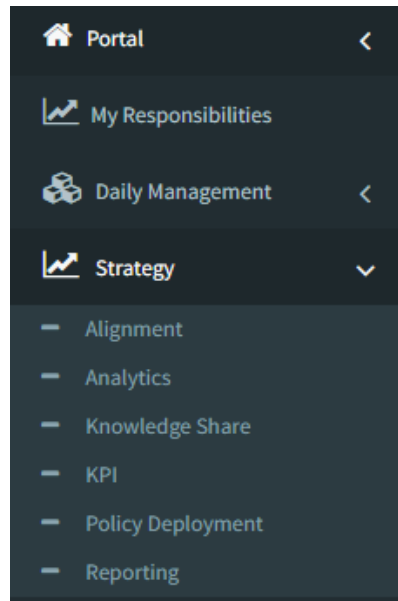 Portal
My Responsibilities
Daily Management
Strategy
Alignment
Analytics
Knowledge Share
KPI
Policy Deployment
Reporting